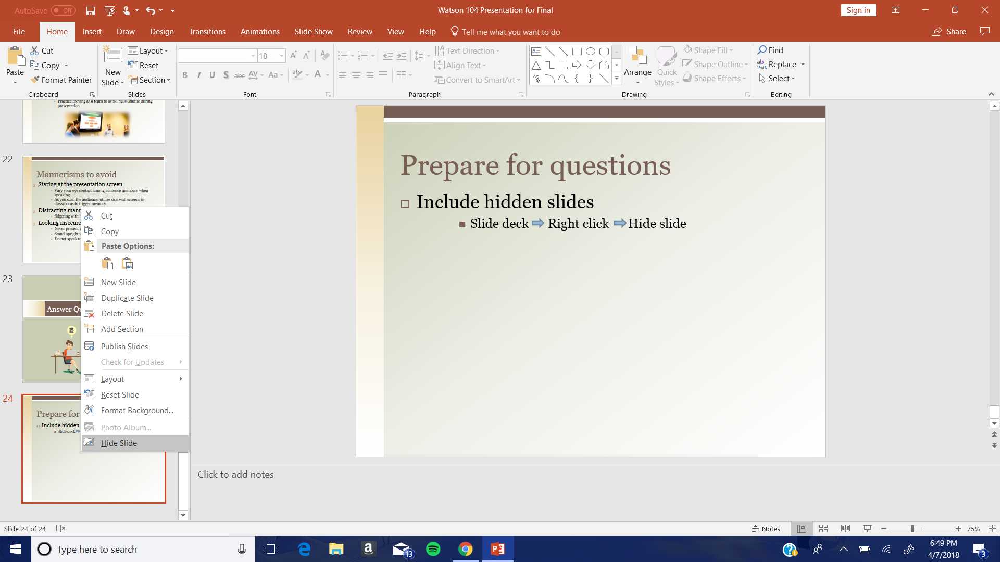 AutoSave Off
Watson 104 Presentation for Final
Sign in
File Home Insert Draw Design Transitions Animations Slide Show Review View Help Tell me what you want to do
Share
Paste
Cut
Copy
Format Painter
Clipboard
New
Slide
Layout
Reset
Section
Slides
18
B I U S abc AV Aa A
Font
Text Direction
Align Text
Convert to SmartArt
Paragraph
Arrange
Quick
Styles
Shape Fill
Shape Outline
Shape Effects
Drawing
Find
Replace
Select
Editing
Practice moving as a team to avoid mass shuffle during
presentation
22
Mannerisms to avoid
Staring at the presentation screen
Vary your eye contact among audience members when
speaking
As you scan the audience, utilize side wall screens in
classrooms to trigger memory
Distracting mann
fidgeting with
Looking insecure
Never present
Stand upright
Do not speak to
23
Answer Qu
24
Prepare for
Include hidden
Slide deck
Cut
Copy
Paste Options:
New Slide
Duplicate Slide
Delete Slide
Add Section
Publish Slides
Check for Updates
Layout
Reset Slide
Format Background...
Photo Album...
Hide Slide
Prepare for questions
Include hidden slides
Slide deck Right click Hide slide
Click to add notes
Slide 24 of 24
Notes
75%
Type here to search
13
6:49 PM
4/7/2018
3